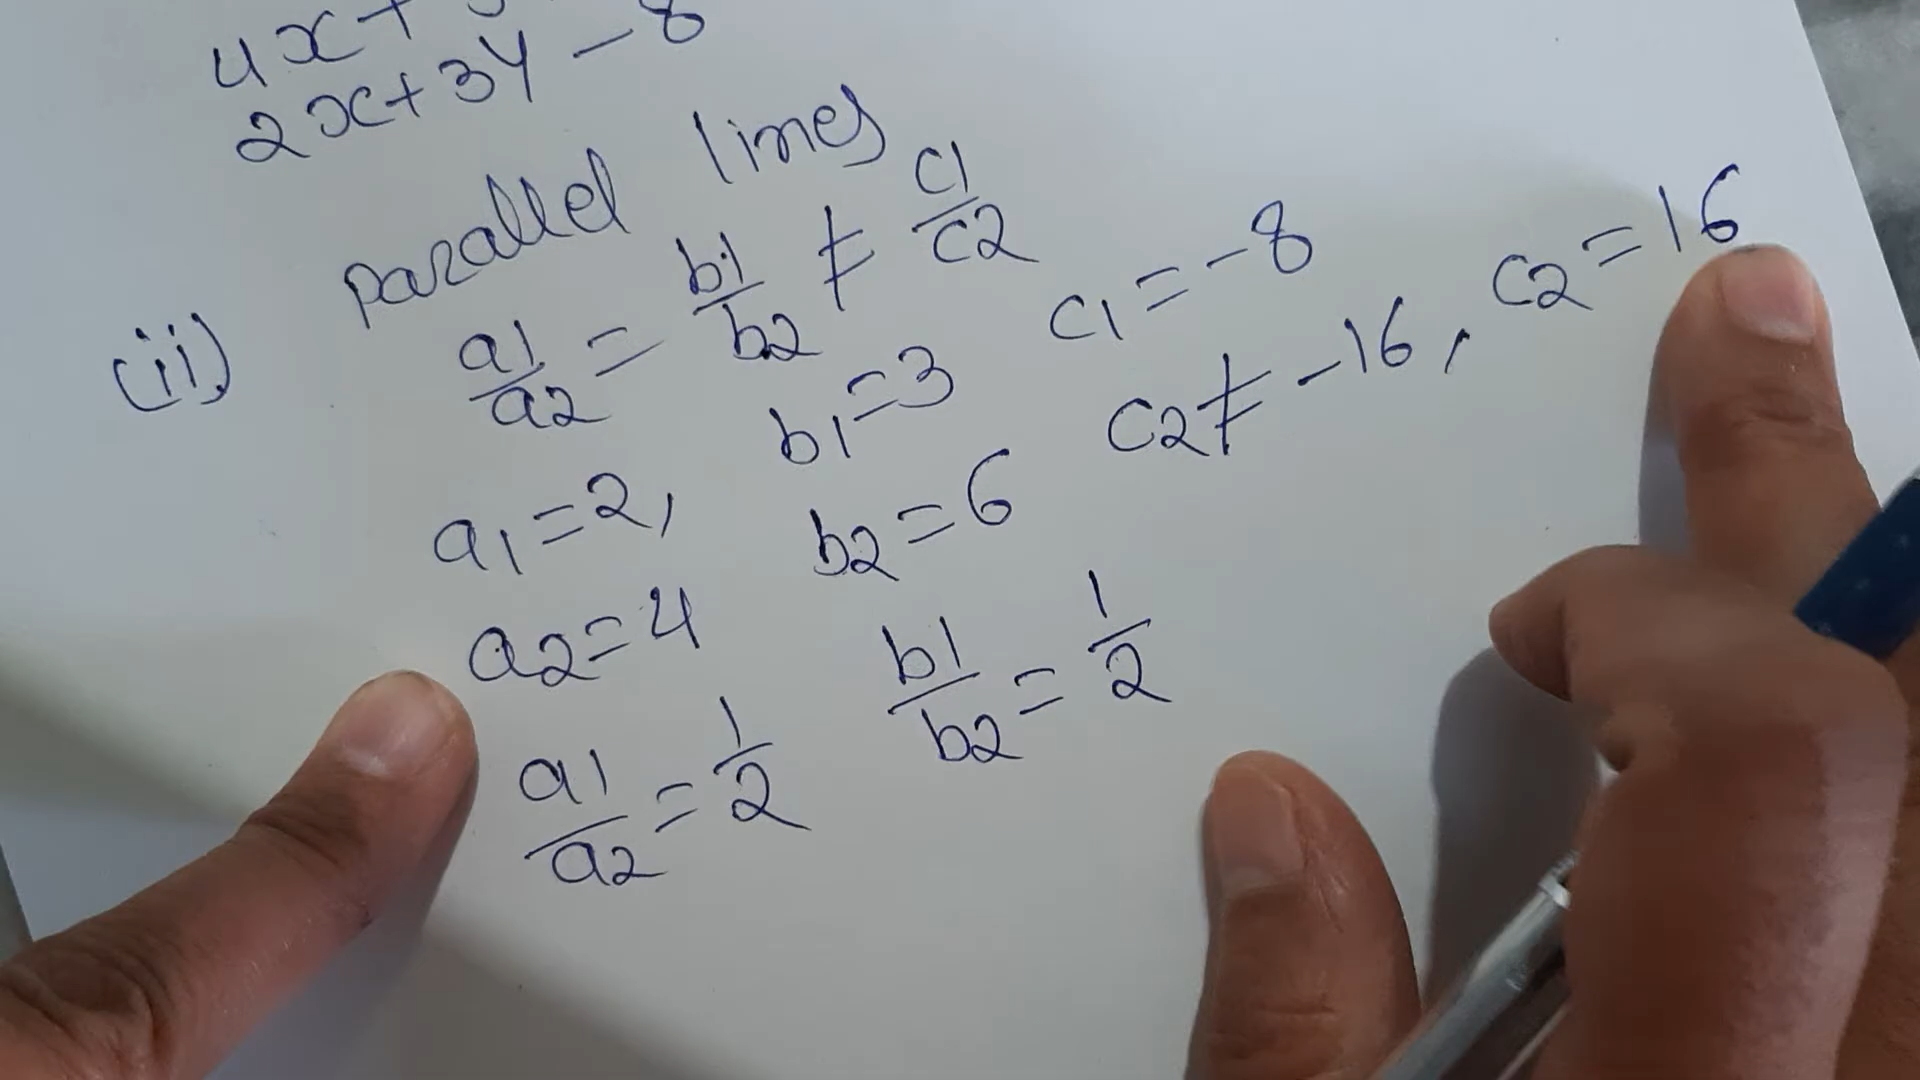 4x+
2x+3y-8
(ii) parallel lines
a1/a2 = b1/b2 ≠ c1/c2
a1=2, b1=3 c1=-8
a2=4 b2=6 c2≠-16, c2=16
a1/a2=1/2 b1/b2=1/2